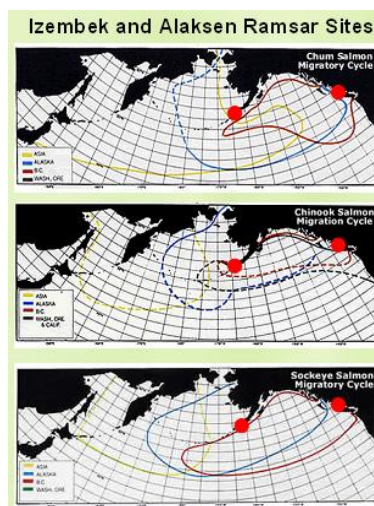 Izembek and Alaksen Ramsar Sites
Chum Salmon
Migratory Cycle
ASIA
ALASKA
B.C.
WASH, ORE
Chinook Salmon
Migration Cycle
ASIA
ALASKA
B.C.
WASH, ORE
& CALIF.
Sockeye Salmon
Migratory Cycle
ASIA
ALASKA
B.C.
WASH, ORE